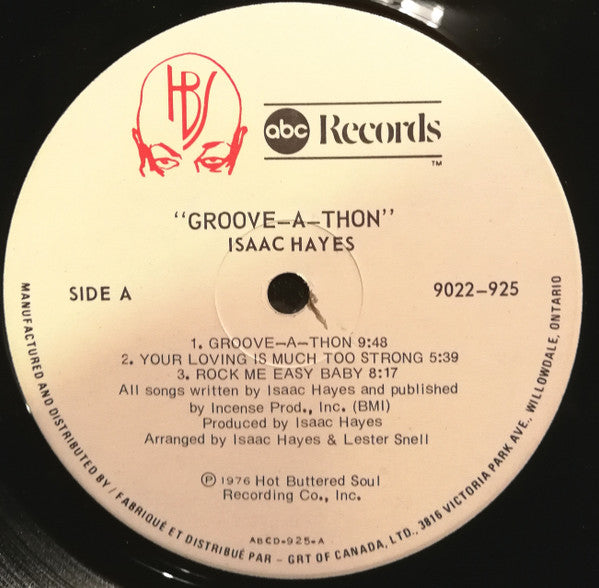 HBS
abc Records
TM
"GROOVE-A-THON"
ISAAC HAYES
SIDE A
9022-925
1. GROOVE-A-THON 9:48
2. YOUR LOVING IS MUCH TOO STRONG 5:39
3. ROCK ME EASY BABY 8:17
All songs written by Isaac Hayes and published
by Incense Prod., Inc. (BMI)
Produced by Isaac Hayes
Arranged by Isaac Hayes & Lester Snell
℗ 1976 Hot Buttered Soul
Recording Co., Inc.
ABCD-925-A
MANUFACTURED AND DISTRIBUTED BY / FABRIQUÉ ET DISTRIBUÉ PAR - GRT OF CANADA, LTD., 3816 VICTORIA PARK AVE., WILLOWDALE, ONTARIO